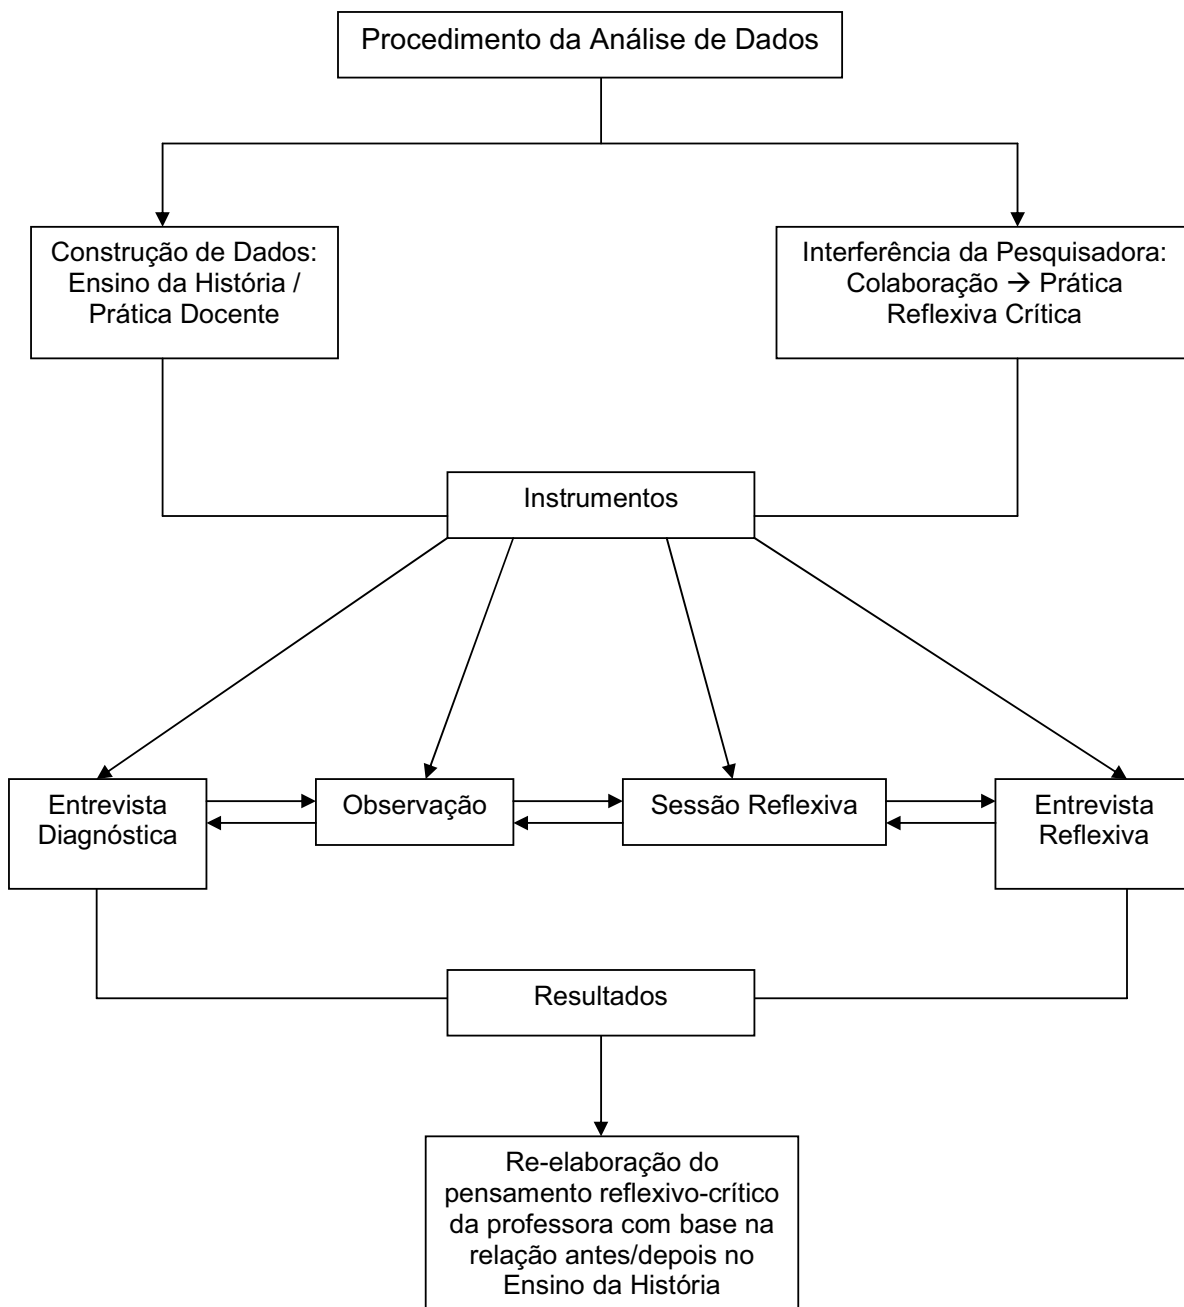 Procedimento da Análise de Dados
Construção de Dados:
Ensino da História /
Prática Docente
Interferência da Pesquisadora:
Colaboração → Prática
Reflexiva Crítica
Instrumentos
Entrevista
Diagnóstica
Observação
Sessão Reflexiva
Entrevista
Reflexiva
Resultados
Re-elaboração do
pensamento reflexivo-crítico
da professora com base na
relação antes/depois no
Ensino da História